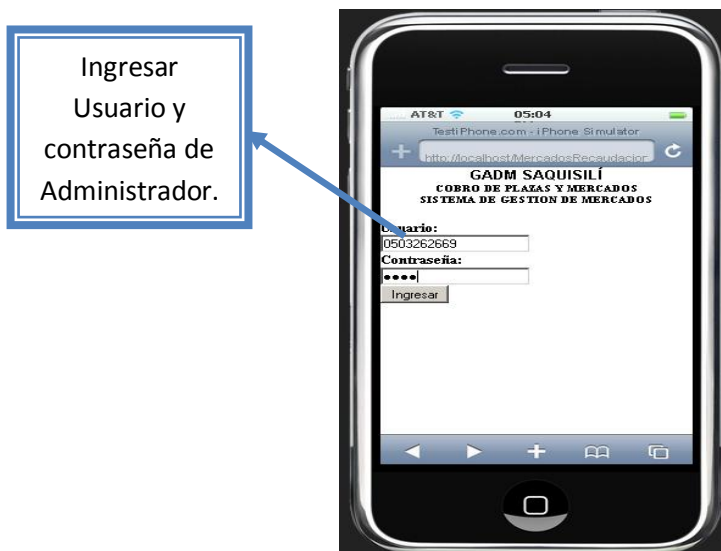 Ingresar
Usuario y
contraseña de
Administrador.
AT&T 05:04
TestiPhone.com - iPhone Simulator
http://localhost/MercadosRecaudacion
GADM SAQUISILÍ
COBRO DE PLAZAS Y MERCADOS
SISTEMA DE GESTION DE MERCADOS
Usuario:
0503262669
Contraseña:
••••
Ingresar